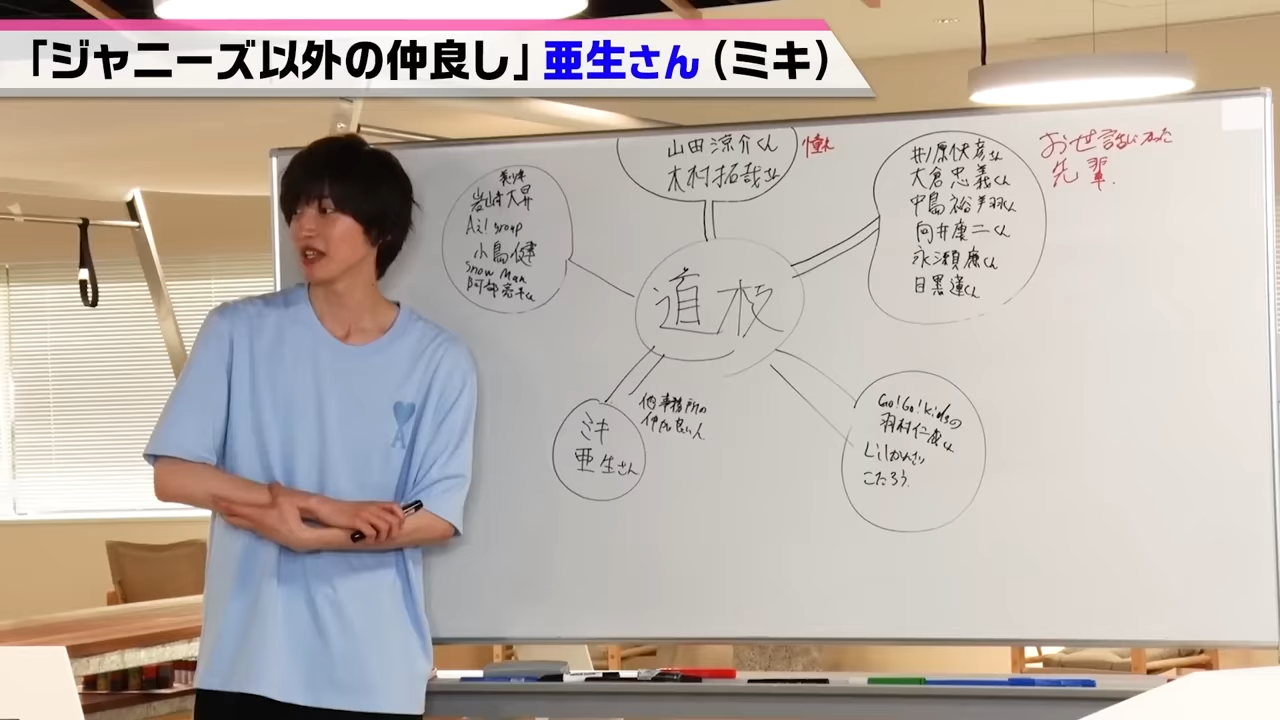 「ジャニーズ以外の仲良し」亜生さん(ミキ)
山田涼介くん
木村拓哉さん
憧れ
井ノ原快彦さん
大倉忠義くん
中島裕翔くん
向井康二くん
永瀬廉くん
目黒蓮くん
お世話になった
先輩.
美少年
岩﨑大昇
Aぇ! group
小島健
Snow Man
阿部亮平くん
道枝
ミキ
亜生さん
他事務所の
仲良い人
Go!Go!kidsの
羽村仁成くん
Lilかんさい
こたろう.
A